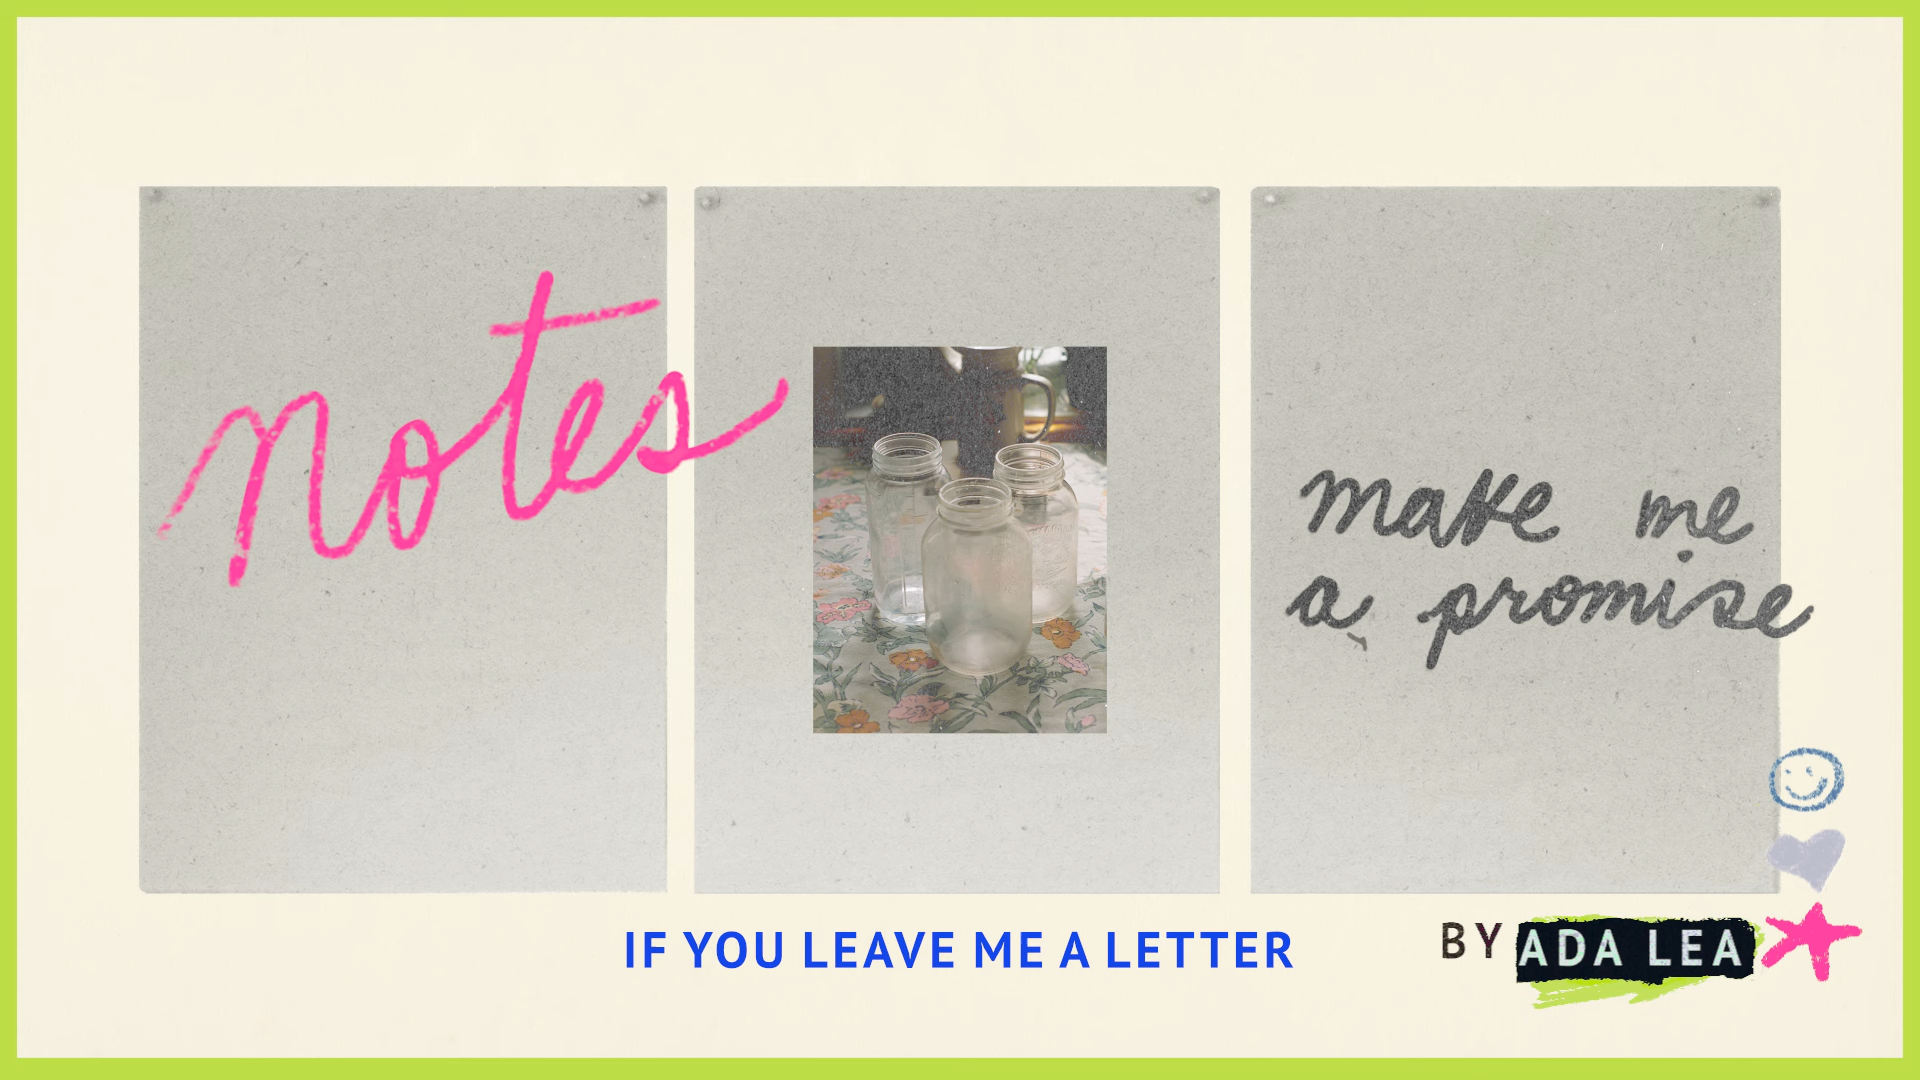 notes
make me
a promise
IF YOU LEAVE ME A LETTER
BY ADA LEA